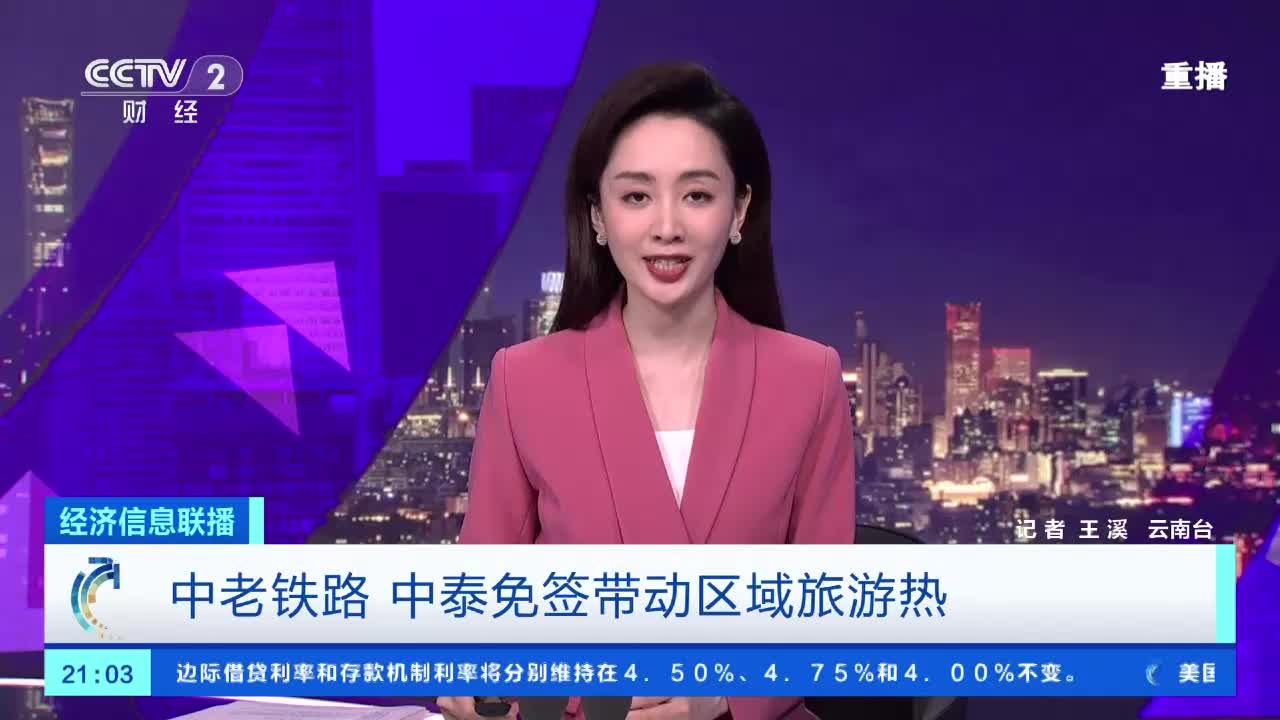 CCTV 2
财 经
重播
经济信息联播
记者 王溪 云南台
中老铁路 中泰免签带动区域旅游热
21:03
边际借贷利率和存款机制利率将分别维持在4.50%、4.75%和4.00%不变。 美国